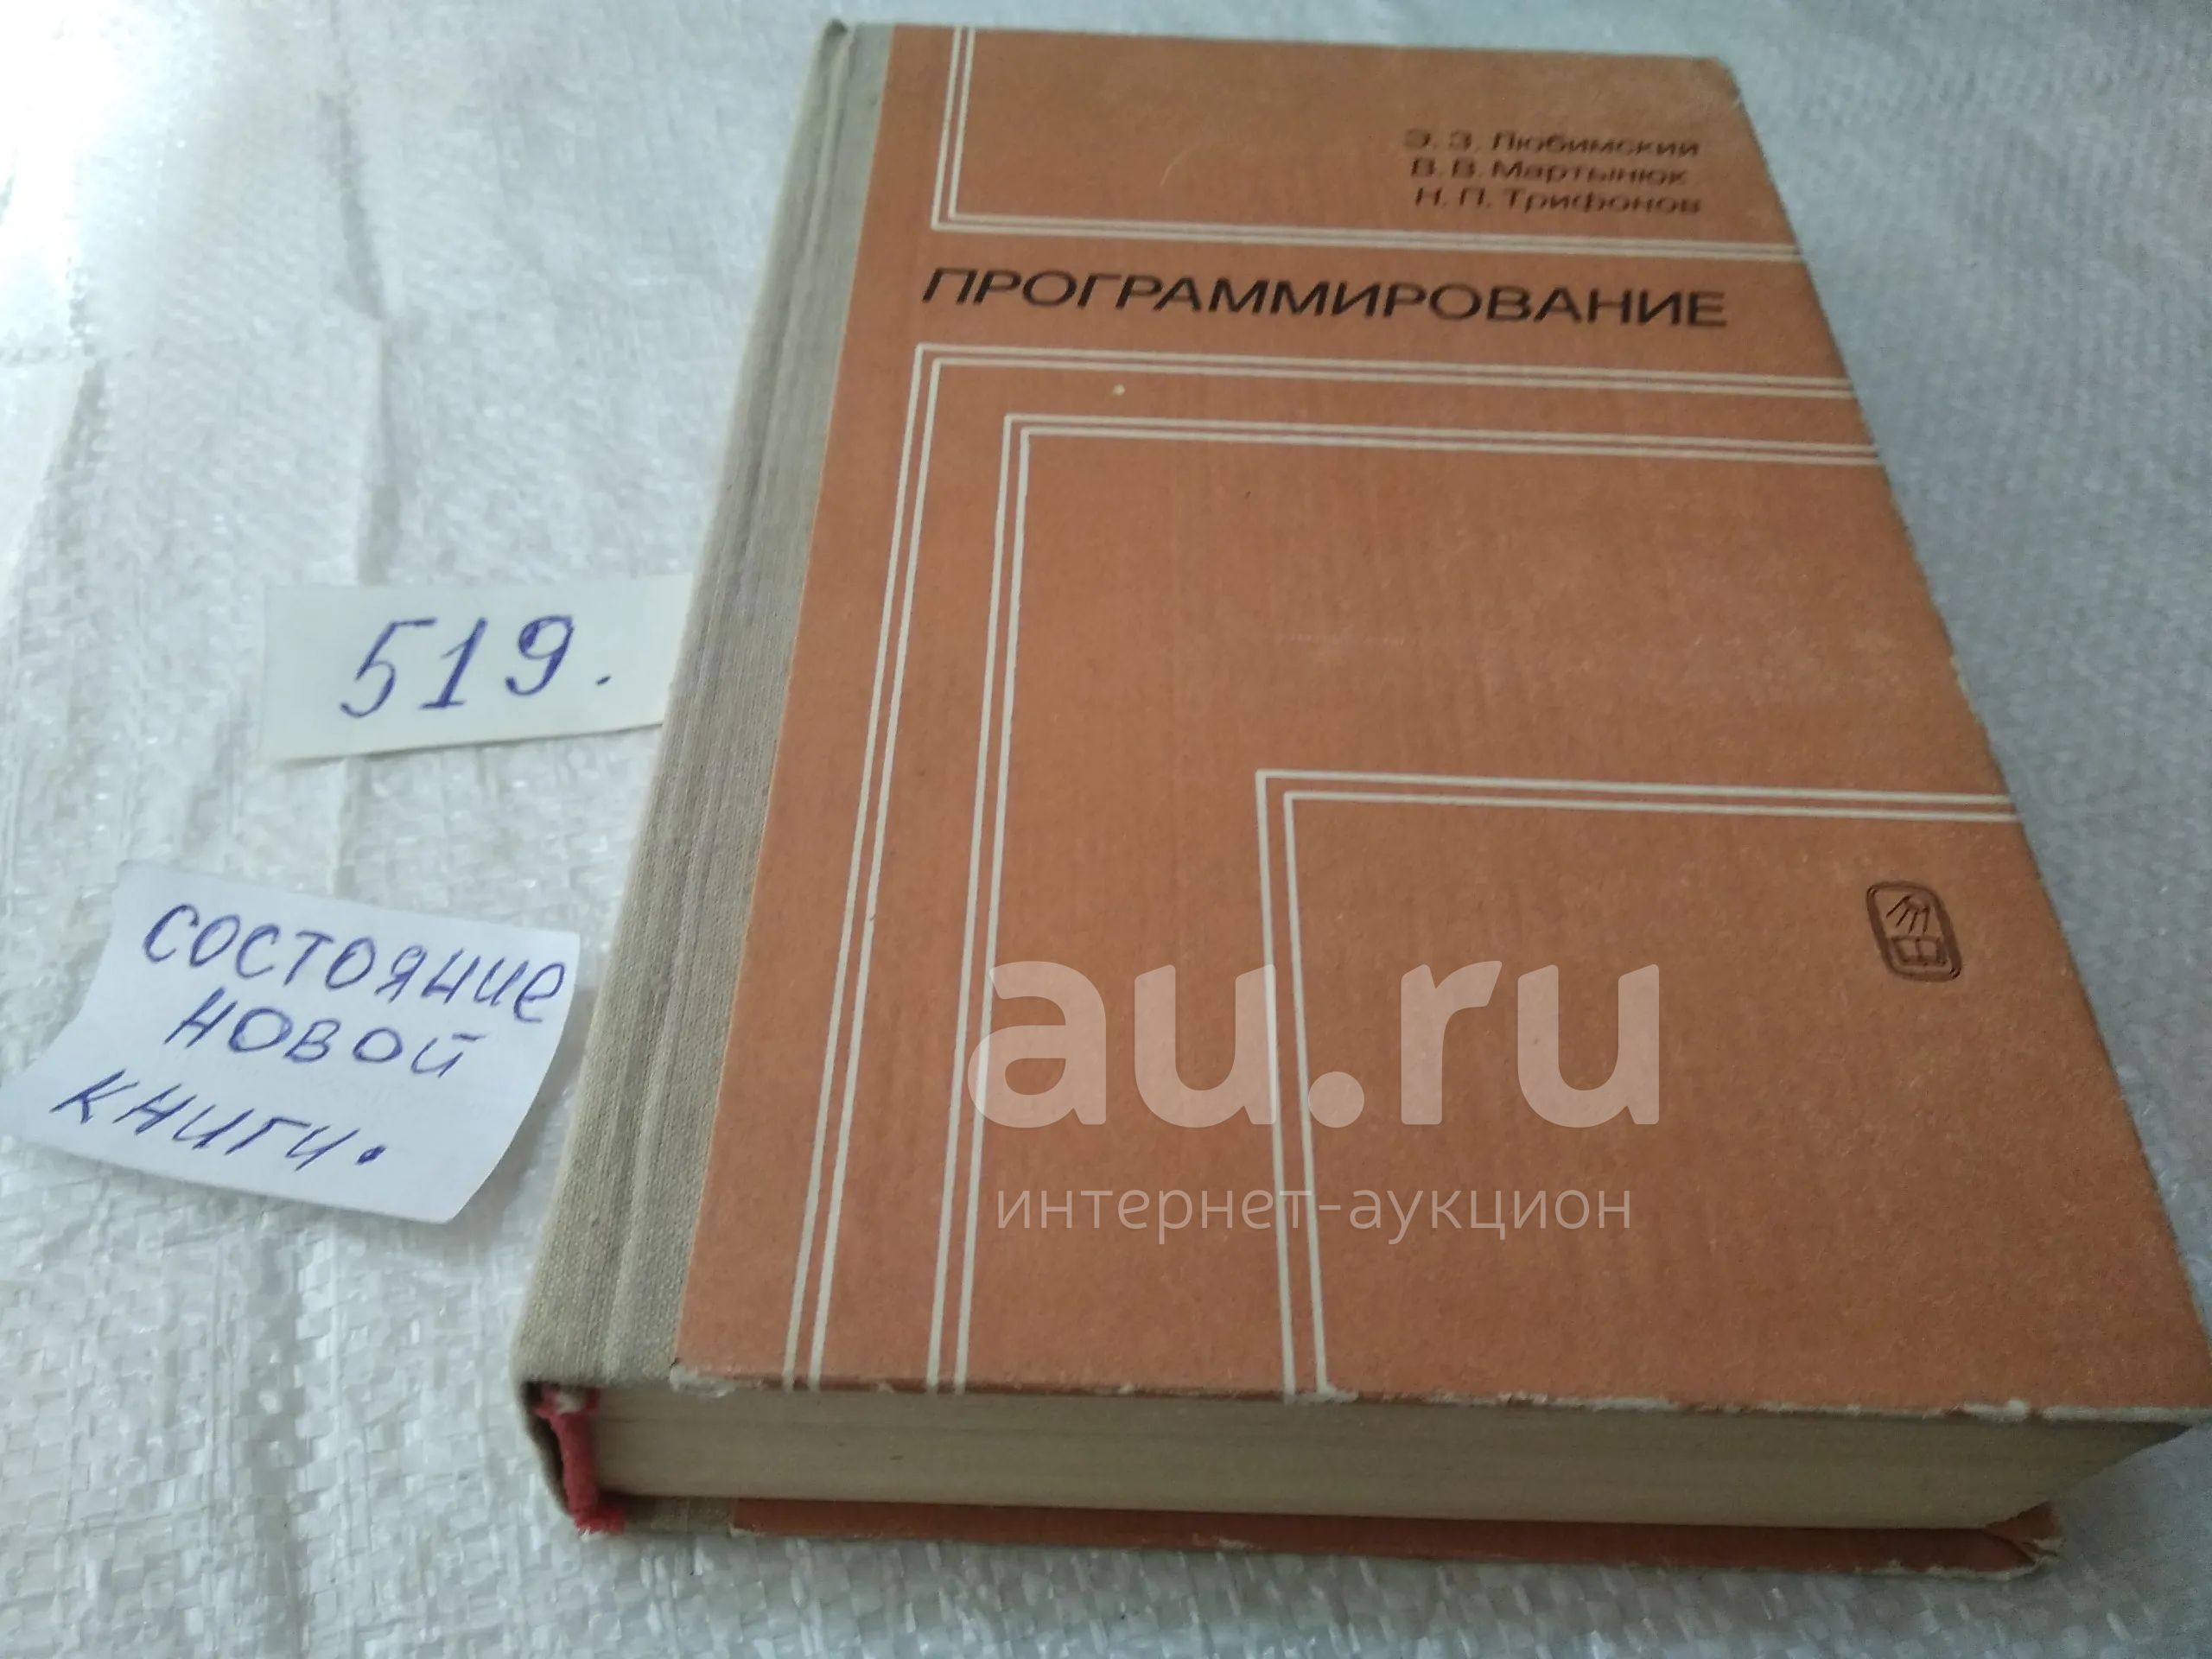 Э. З. Любимский
В. В. Мартынюк
Н. П. Трифонов
ПРОГРАММИРОВАНИЕ
519.
состояние
новой
книги.
au.ru
интернет-аукцион